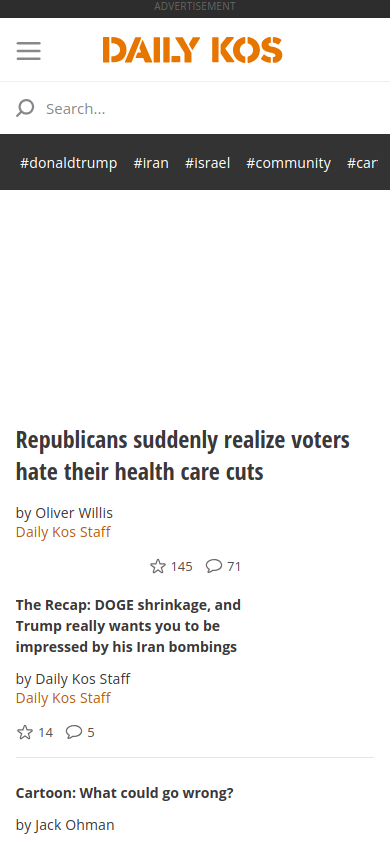 ADVERTISEMENT
DAILY KOS
Search...
#donaldtrump #iran #israel #community #car
Republicans suddenly realize voters
hate their health care cuts
by Oliver Willis
Daily Kos Staff
145 71
The Recap: DOGE shrinkage, and
Trump really wants you to be
impressed by his Iran bombings
by Daily Kos Staff
Daily Kos Staff
14 5
Cartoon: What could go wrong?
by Jack Ohman